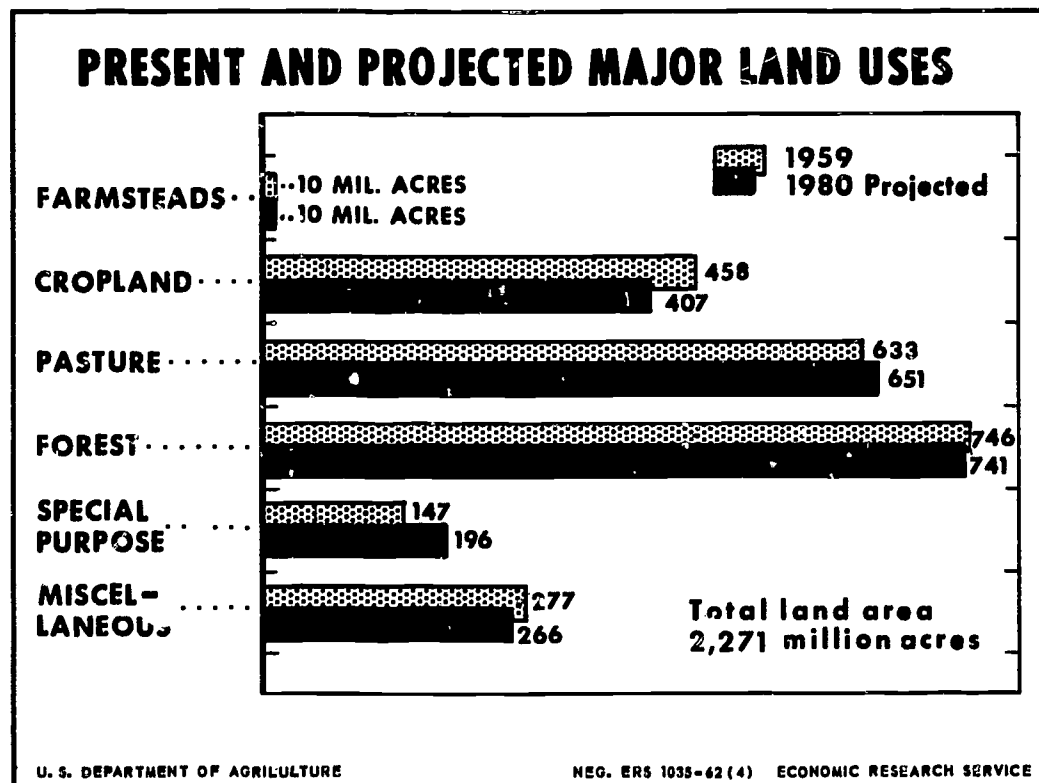 PRESENT AND PROJECTED MAJOR LAND USES
1959
1980 Projected
FARMSTEADS
10 MIL. ACRES
10 MIL. ACRES
CROPLAND
458
407
PASTURE
633
651
FOREST
746
741
SPECIAL
PURPOSE
147
196
MISCEL-
LANEOUS
277
266
Total land area
2,271 million acres
U. S. DEPARTMENT OF AGRICULTURE
NEG. ERS 1035-62(4) ECONOMIC RESEARCH SERVICE